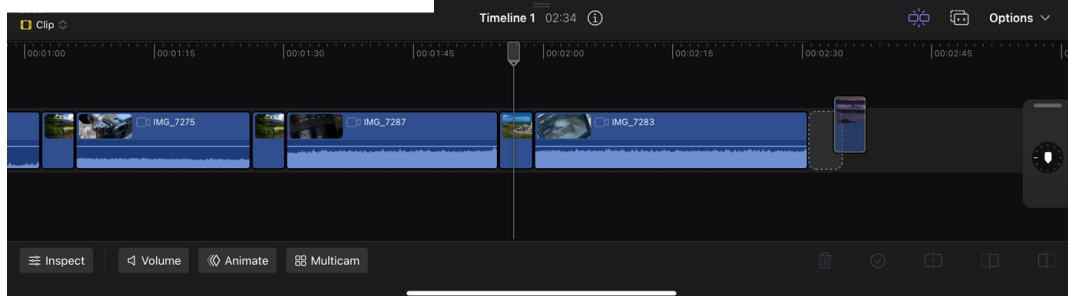 Clip
Timeline 1 02:34
Options
00:01:00 00:01:15 00:01:30 00:01:45 00:02:00 00:02:15 00:02:30 00:02:45
IMG_7275 IMG_7287 IMG_7283
Inspect Volume Animate Multicam